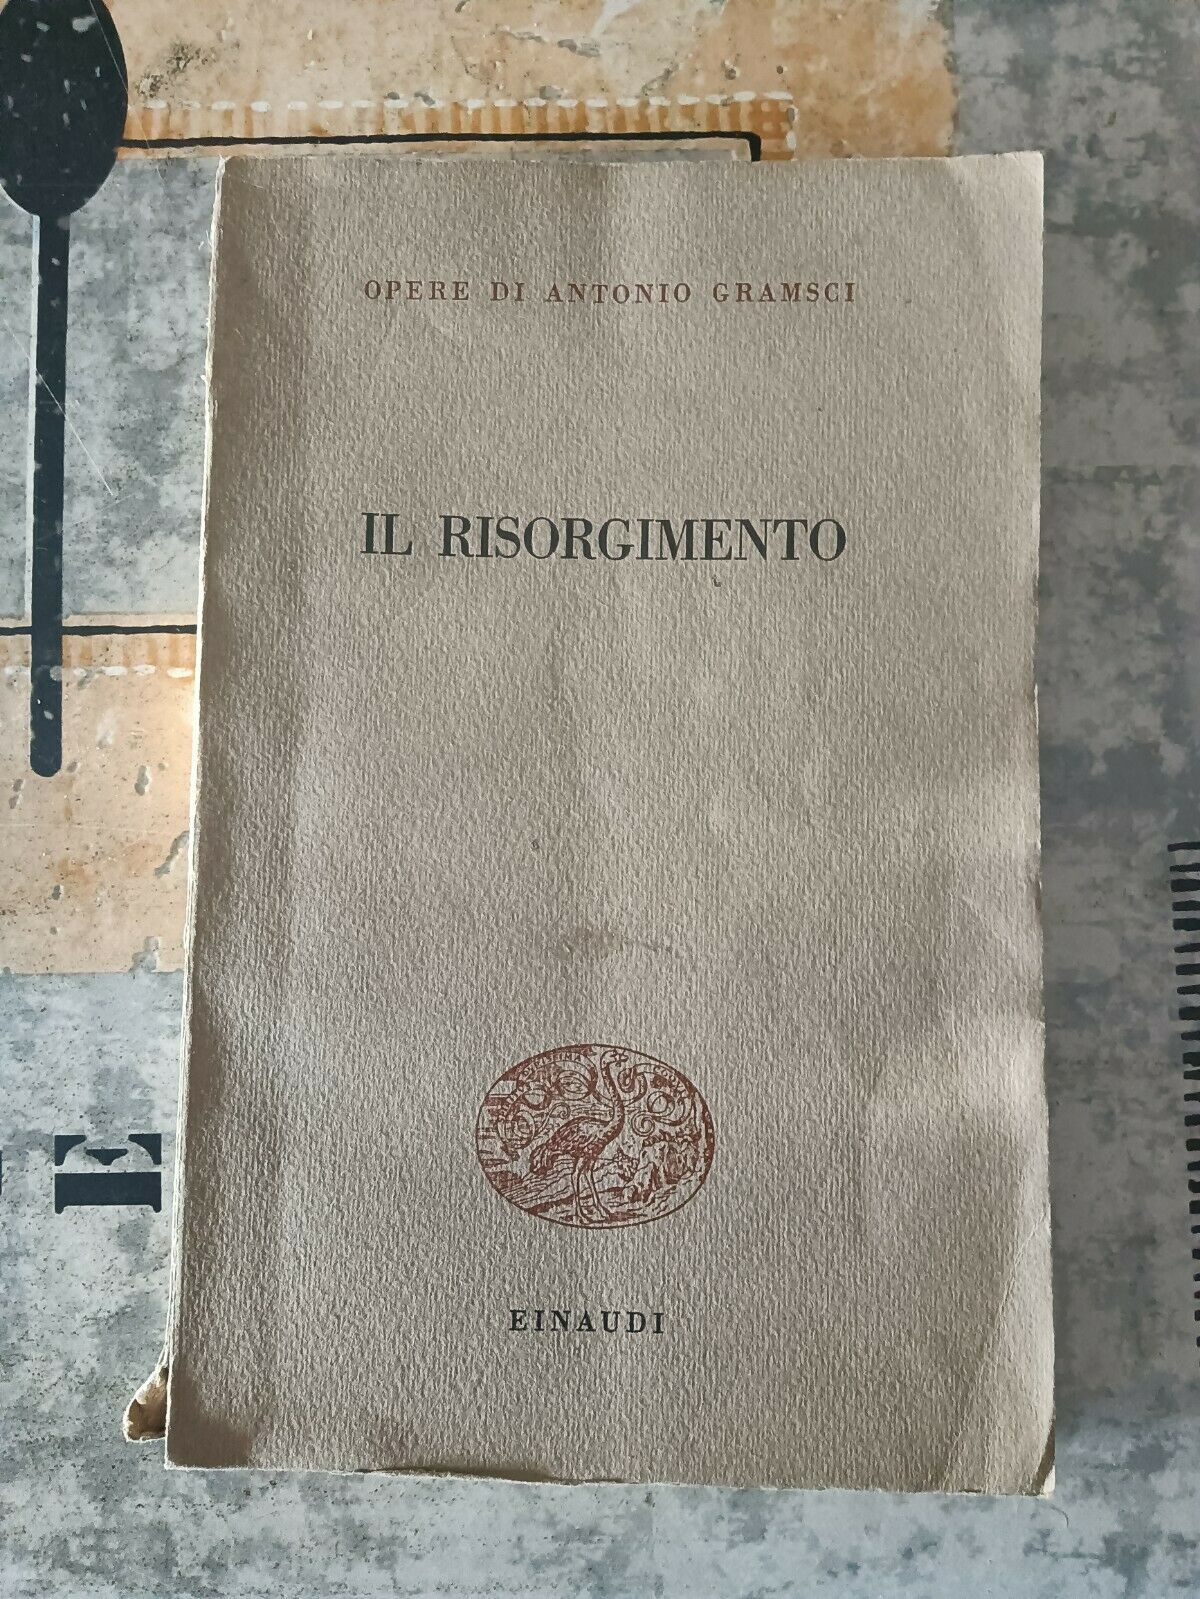 OPERE DI ANTONIO GRAMSCI
IL RISORGIMENTO
EINAUDI
E